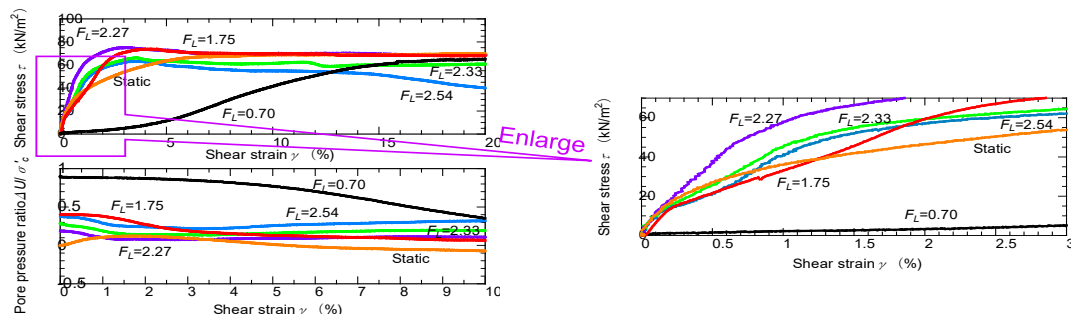 100
80
60
40
20
0
Shear stress τ (kN/m²)
F_L=2.27
F_L=1.75
Static
F_L=0.70
F_L=2.33
F_L=2.54
0 5 10 15 20
Shear strain γ (%)
Enlarge
1
0.5
0
-0.5
Pore pressure ratio ΔU/σ'c
F_L=0.70
F_L=1.75
F_L=2.54
F_L=2.33
F_L=2.27
Static
0 1 2 3 4 5 6 7 8 9 10
Shear strain γ (%)
60
40
20
0
Shear stress τ (kN/m²)
F_L=2.27
F_L=2.33
F_L=2.54
Static
F_L=1.75
F_L=0.70
0 0.5 1 1.5 2 2.5 3
Shear strain γ (%)